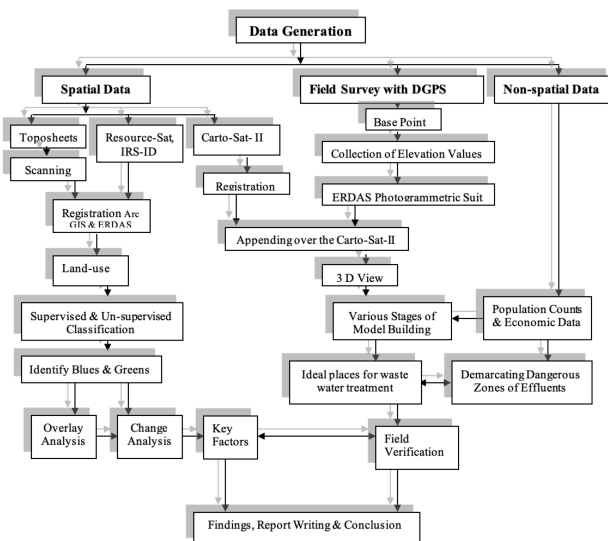 Data Generation
Spatial Data
Field Survey with DGPS
Non-spatial Data
Toposheets
Resource-Sat,
IRS-ID
Carto-Sat- II
Base Point
Scanning
Collection of Elevation Values
Registration
ERDAS Photogrammetric Suit
Registration Arc
GIS & ERDAS
Appending over the Carto-Sat-II
Land-use
3 D View
Supervised & Un-supervised
Classification
Various Stages of
Model Building
Population Counts
& Economic Data
Identify Blues & Greens
Ideal places for waste
water treatment
Demarcating Dangerous
Zones of Effluents
Overlay
Analysis
Change
Analysis
Key
Factors
Field
Verification
Findings, Report Writing & Conclusion